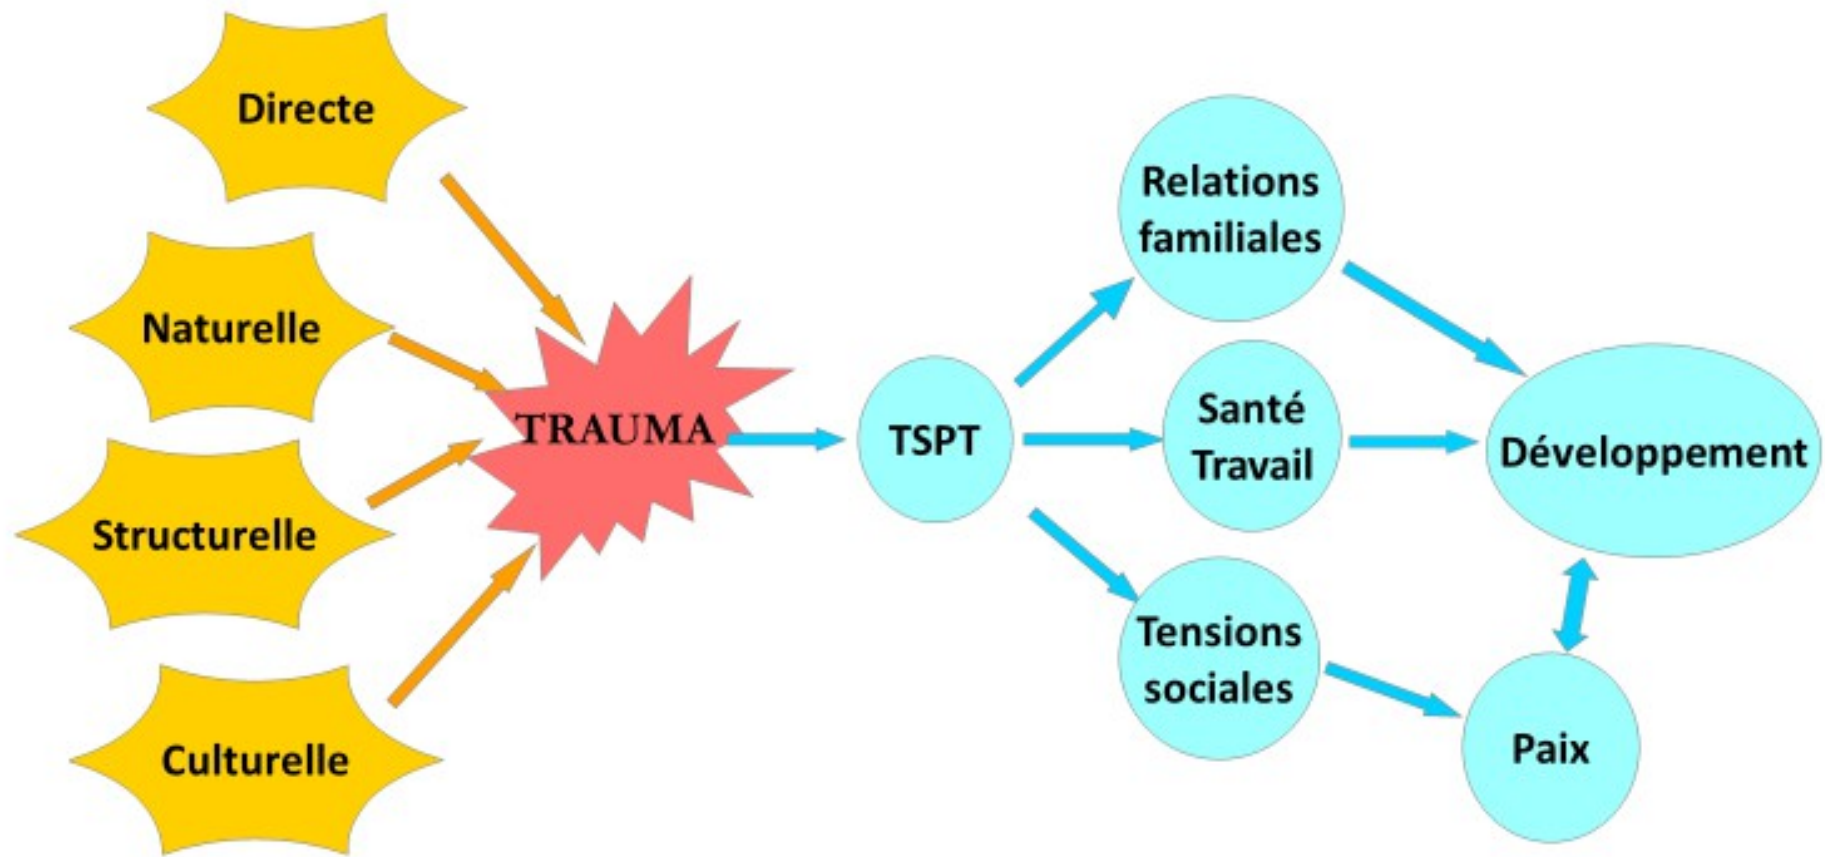 Directe
Naturelle
Structurelle
Culturelle
TRAUMA
TSPT
Relations
familiales
Santé
Travail
Tensions
sociales
Développement
Paix